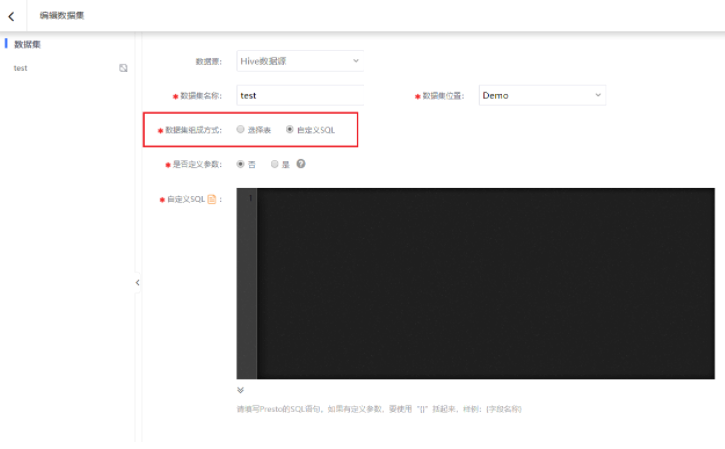 编辑数据集
数据集
test
数据源: Hive数据源
* 数据集名称: test
* 数据集位置: Demo
* 数据集组成方式: 选择表 自定义SQL
* 是否定义参数: 否 是 ?
* 自定义SQL :
1
请填写Presto的SQL语句，如果有定义参数，要使用 "[]" 括起来，样例：[字段名称]